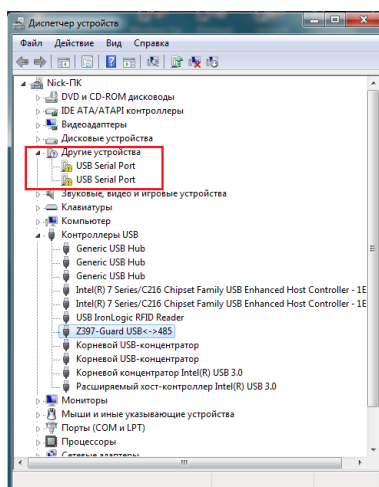 Диспетчер устройств
Файл Действие Вид Справка
Nick-ПК
DVD и CD-ROM дисководы
IDE ATA/ATAPI контроллеры
Видеоадаптеры
Дисковые устройства
Другие устройства
USB Serial Port
USB Serial Port
Звуковые, видео и игровые устройства
Клавиатуры
Компьютер
Контроллеры USB
Generic USB Hub
Generic USB Hub
Generic USB Hub
Intel(R) 7 Series/C216 Chipset Family USB Enhanced Host Controller - 1E
Intel(R) 7 Series/C216 Chipset Family USB Enhanced Host Controller - 1E
USB IronLogic RFID Reader
Z397-Guard USB<->485
Корневой USB-концентратор
Корневой USB-концентратор
Корневой концентратор Intel(R) USB 3.0
Расширяемый хост-контроллер Intel(R) USB 3.0
Мониторы
Мыши и иные указывающие устройства
Порты (COM и LPT)
Процессоры
Сетевые адаптеры